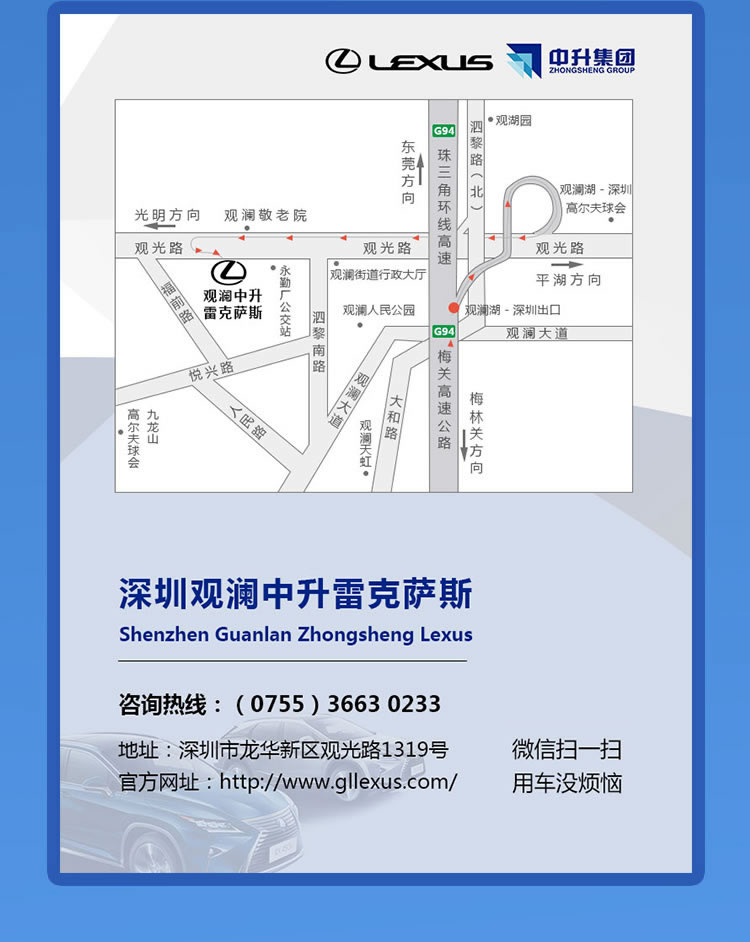 LEXUS
中升集团
ZHONGSHENG GROUP
G94
泗黎路(北)
观湖园
东莞方向
珠三角环线高速
观澜湖-深圳
高尔夫球会
光明方向
观澜敬老院
观光路
观光路
观光路
平湖方向
福前路
观澜中升
雷克萨斯
永勤厂公交站
观澜街道行政大厅
观澜人民公园
观澜湖-深圳出口
泗黎南路
G94
观澜大道
悦兴路
梅关高速公路
观澜大道
大和路
梅林关方向
人民路
九龙山
高尔夫球会
观澜天虹
深圳观澜中升雷克萨斯
Shenzhen Guanlan Zhongsheng Lexus
咨询热线:(0755)3663 0233
地址:深圳市龙华新区观光路1319号
微信扫一扫
官方网址:http://www.gllexus.com/
用车没烦恼